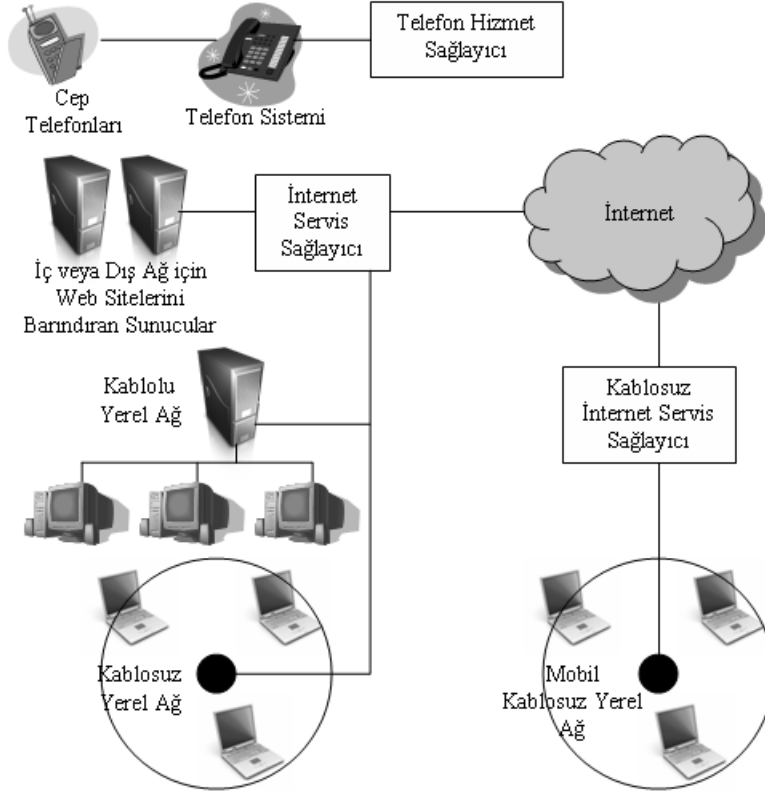 Telefon Hizmet
Sağlayıcı
Cep
Telefonları
Telefon Sistemi
İnternet
Servis
Sağlayıcı
İnternet
İç veya Dış Ağ için
Web Sitelerini
Barındıran Sunucular
Kablolu
Yerel Ağ
Kablosuz
İnternet Servis
Sağlayıcı
Kablosuz
Yerel Ağ
Mobil
Kablosuz Yerel
Ağ